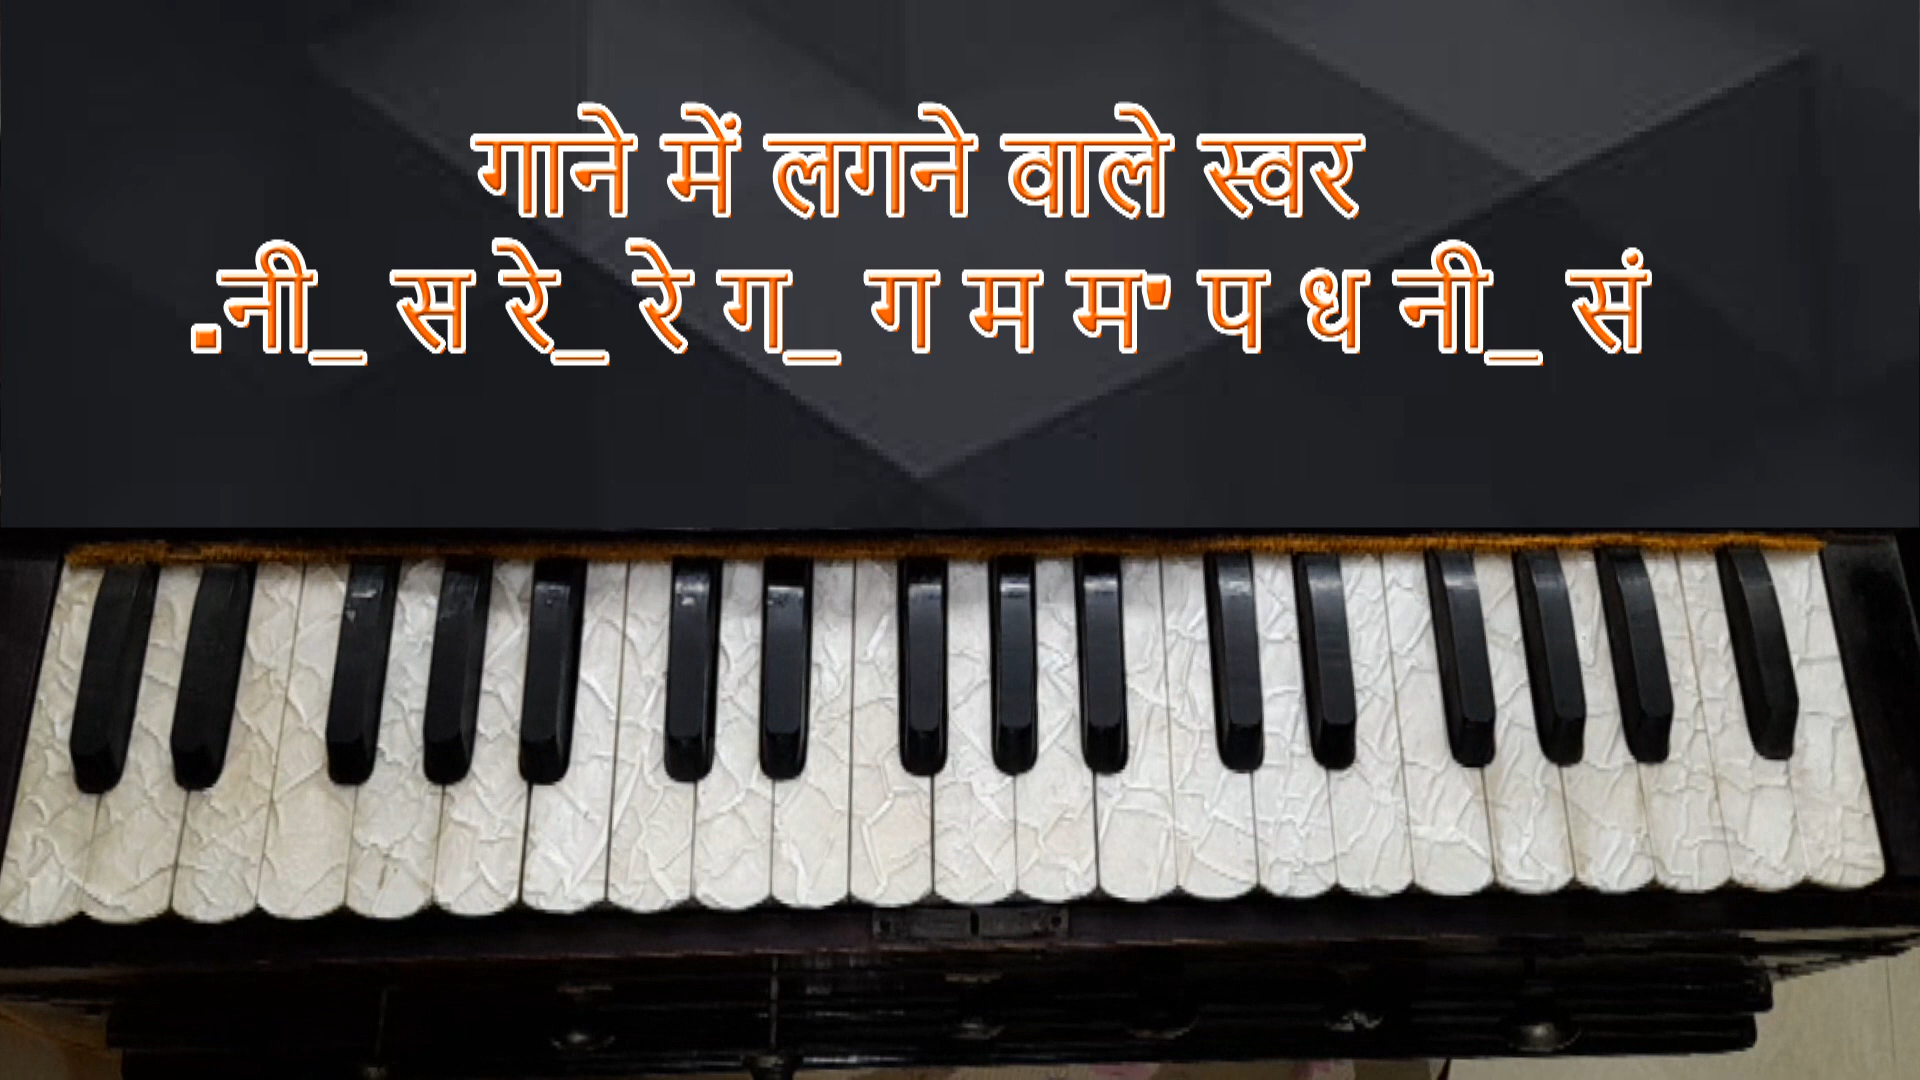 गाने में लगने वाले स्वर
.नी_ स रे_ रे ग_ ग म म' प ध नी_ सं